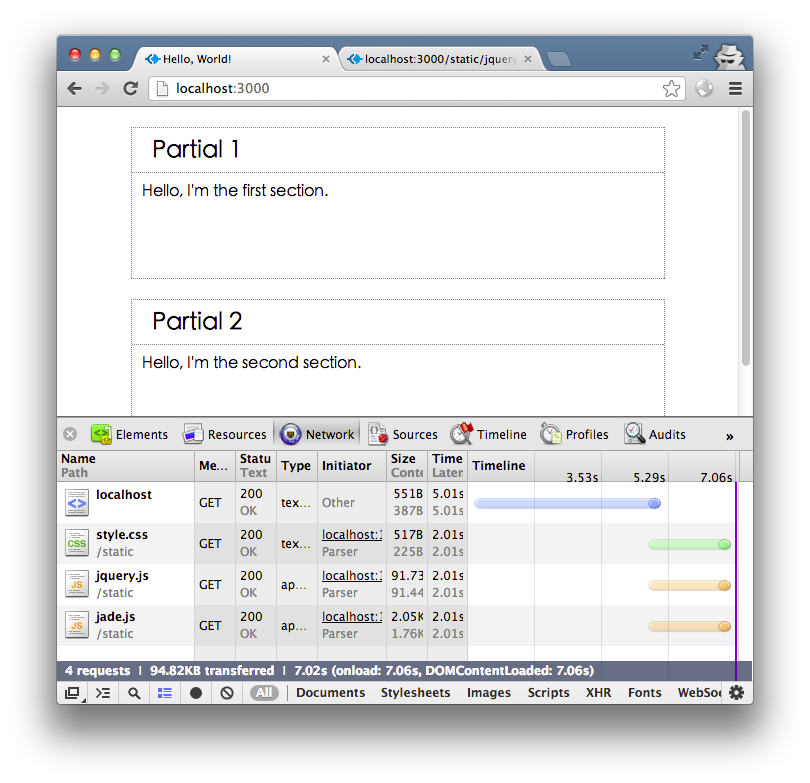 Hello, World!
localhost:3000/static/jquery
localhost:3000
Partial 1
Hello, I'm the first section.
Partial 2
Hello, I'm the second section.
Elements Resources Network Sources Timeline Profiles Audits »
Name Me... Statu Type Initiator Size Time Timeline
Path Text Conte Laten 3.53s 5.29s 7.06s
localhost GET 200 tex... Other 551B 5.01s
OK 387B 5.01s
<> 
style.css GET 200 tex... localhost:1 517B 2.01s
CSS /static OK Parser 225B 2.01s
jquery.js GET 200 ap... localhost:1 91.73 2.01s
JS /static OK Parser 91.44 2.01s
jade.js GET 200 ap... localhost:1 2.05K 2.01s
JS /static OK Parser 1.76K 2.01s
4 requests | 94.82KB transferred | 7.02s (onload: 7.06s, DOMContentLoaded: 7.06s)
All Documents Stylesheets Images Scripts XHR Fonts WebSoc